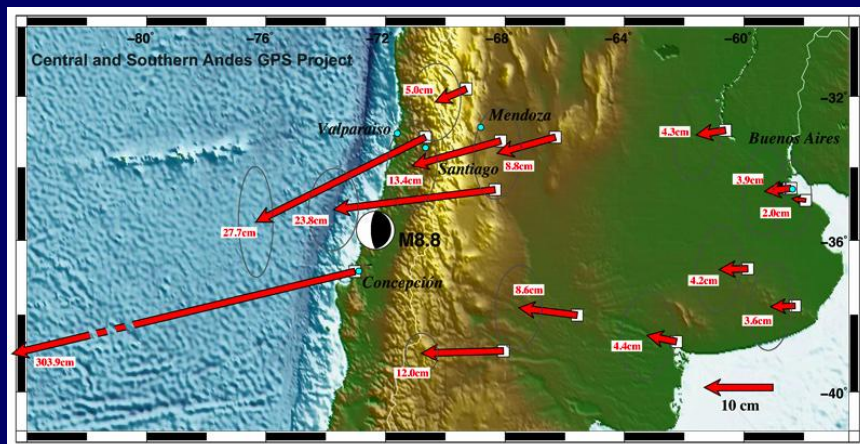 -80 -76 -72 -68 -64 -60
Central and Southern Andes GPS Project
5.0cm
-32
Mendoza
Valparaiso
4.3cm
Buenos Aires
8.8cm
Santiago
13.4cm
3.9cm
23.8cm
2.0cm
27.7cm
M8.8
-36
4.2cm
Concepción
8.6cm
3.6cm
4.4cm
303.9cm
12.0cm
10 cm
-40